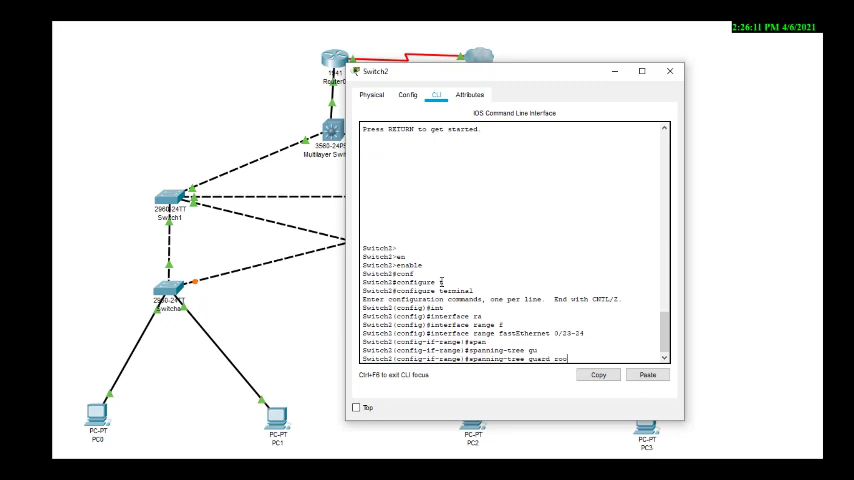 2:26:11 PM 4/6/2021
1941
Router0
Switch2
Physical
Config
CLI
Attributes
IOS Command Line Interface
Press RETURN to get started.
Switch2>
Switch2>en
Switch2>enable
Switch2#conf
Switch2#configure t
Switch2#configure terminal
Enter configuration commands, one per line. End with CNTL/Z.
Switch2(config)#int
Switch2(config)#interface ra
Switch2(config)#interface range f
Switch2(config)#interface range fastEthernet 0/23-24
Switch2(config-if-range)#span
Switch2(config-if-range)#spanning-tree gu
Switch2(config-if-range)#spanning-tree guard roo
Ctrl+F6 to exit CLI focus
Copy
Paste
Top
3560-24PS
Multilayer Swit
2960-24TT
Switch1
2960-24TT
PC-PT
PC0
PC-PT
PC1
PC-PT
PC2
PC-PT
PC3